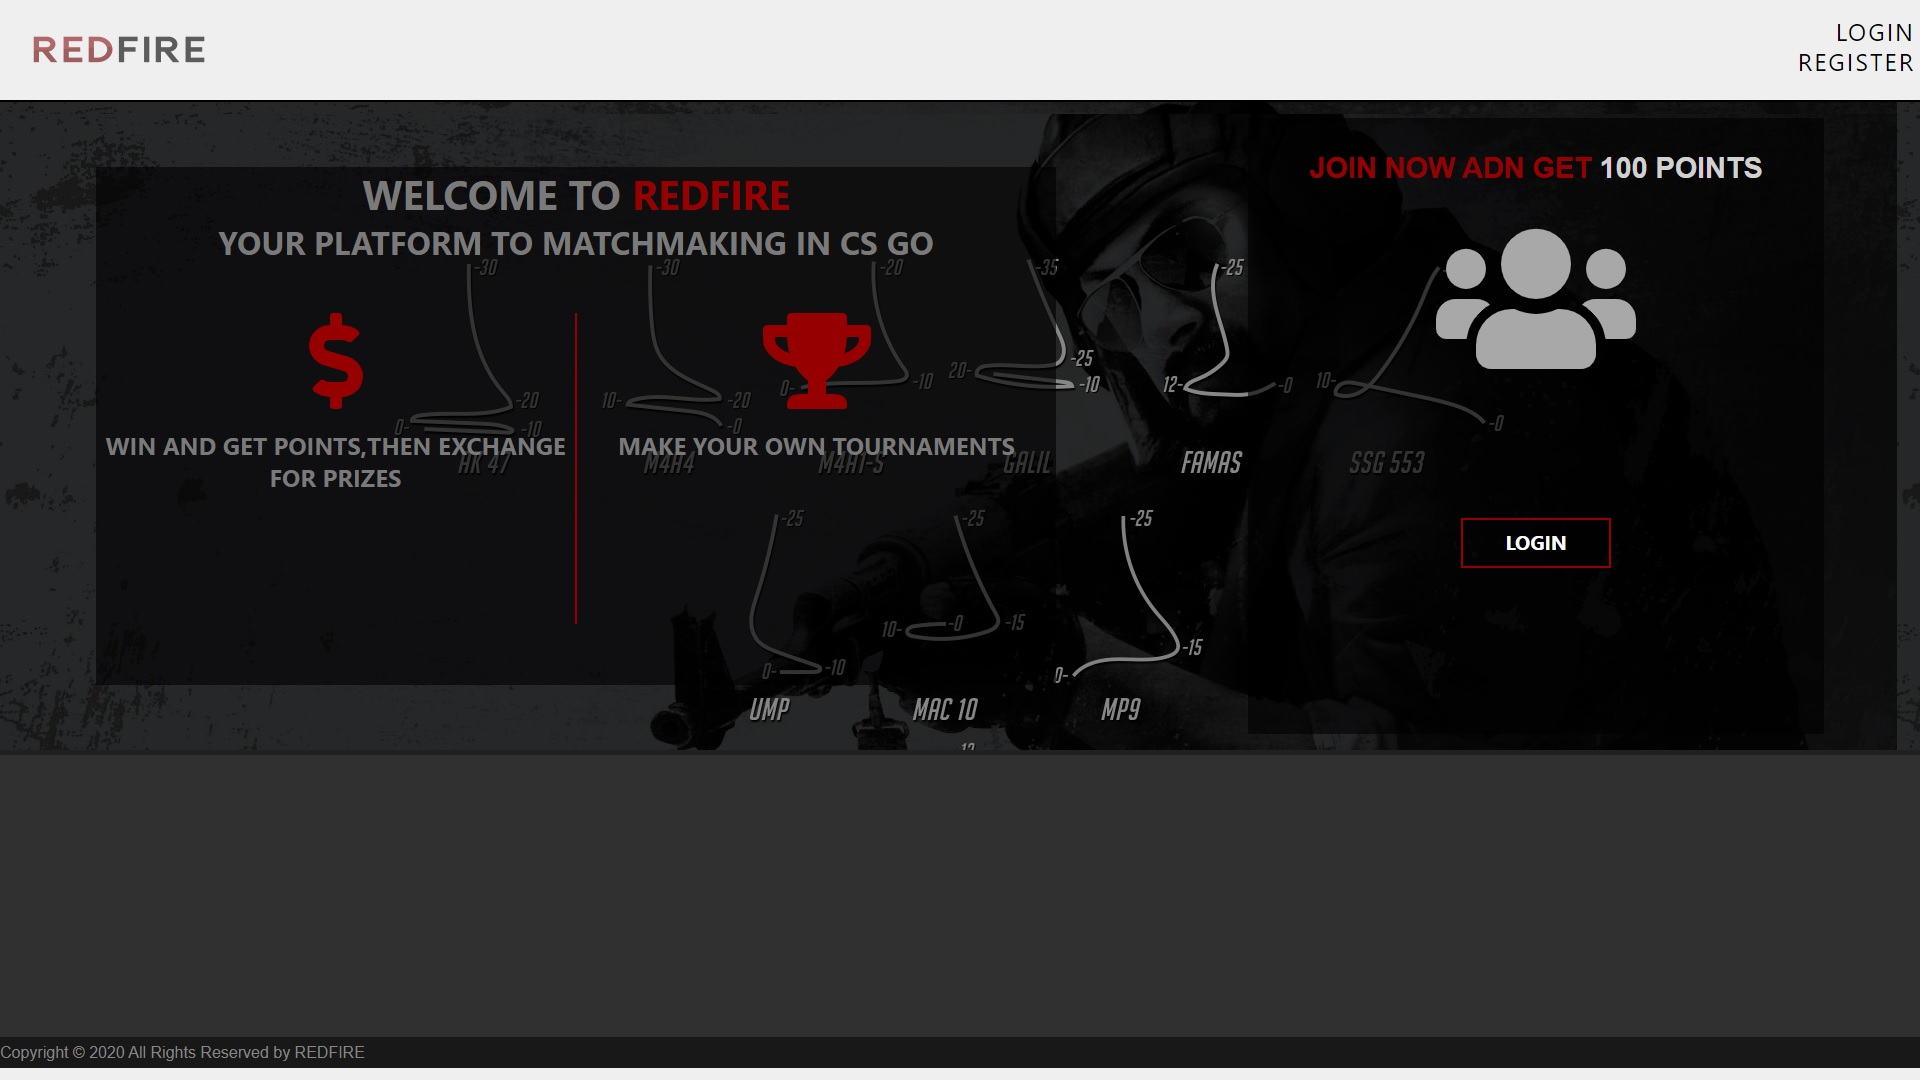 REDFIRE
LOGIN
REGISTER
WELCOME TO REDFIRE
YOUR PLATFORM TO MATCHMAKING IN CS GO
WIN AND GET POINTS,THEN EXCHANGE
FOR PRIZES
MAKE YOUR OWN TOURNAMENTS
JOIN NOW ADN GET 100 POINTS
LOGIN
-30
-30
-20
-35
-25
-25
20-
-10
-10
12-
-0
10-
0-
-20
10-
-20
0-
-10
-0
-0
AK 47
M4A4
M4A1-S
GALIL
FAMAS
SSG 553
-25
-25
-25
10-
-0
-15
-15
0-
-10
0-
UMP
MAC 10
MP9
Copyright © 2020 All Rights Reserved by REDFIRE